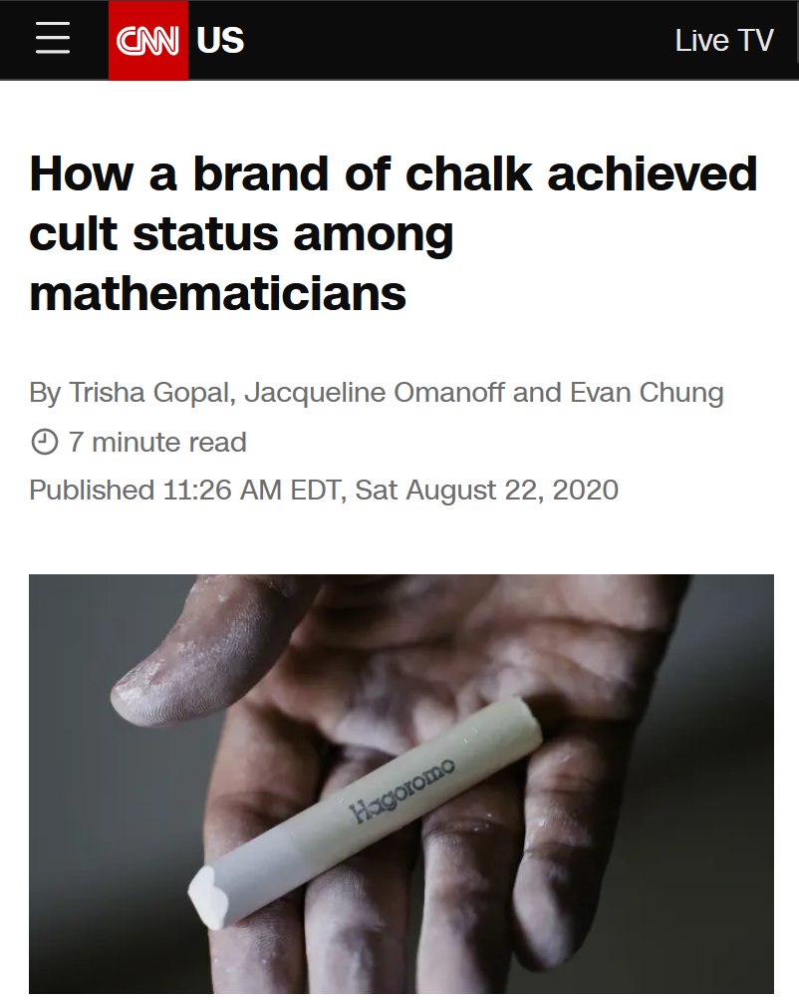 CNN US
Live TV
How a brand of chalk achieved
cult status among
mathematicians
By Trisha Gopal, Jacqueline Omanoff and Evan Chung
7 minute read
Published 11:26 AM EDT, Sat August 22, 2020
Hagoromo